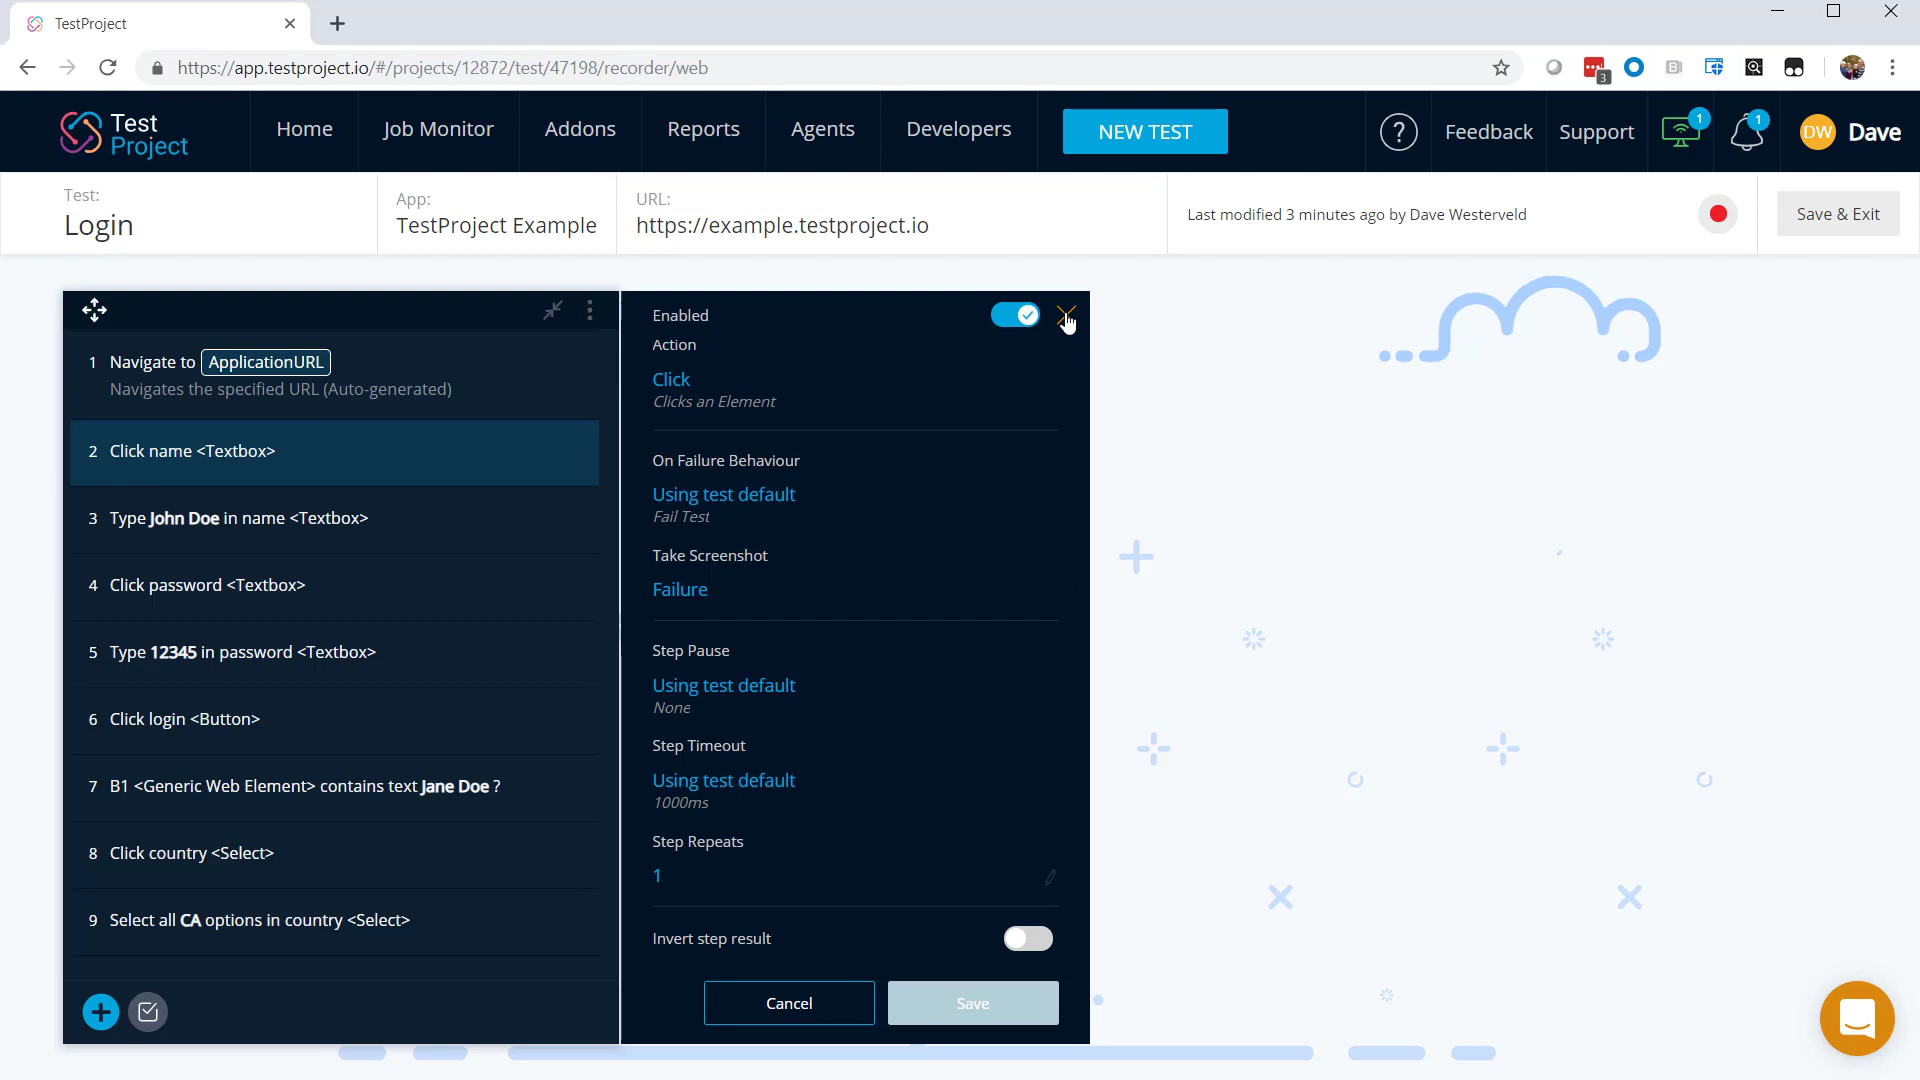 TestProject
https://app.testproject.io/#/projects/12872/test/47198/recorder/web
3
Test
Project
Home
Job Monitor
Addons
Reports
Agents
Developers
NEW TEST
?
Feedback
Support
1
1
DW
Dave
Test:
Login
App:
TestProject Example
URL:
https://example.testproject.io
Last modified 3 minutes ago by Dave Westerveld
Save & Exit
1 Navigate to ApplicationURL
Navigates the specified URL (Auto-generated)
2 Click name <Textbox>
3 Type John Doe in name <Textbox>
4 Click password <Textbox>
5 Type 12345 in password <Textbox>
6 Click login <Button>
7 B1 <Generic Web Element> contains text Jane Doe ?
8 Click country <Select>
9 Select all CA options in country <Select>
Enabled
Action
Click
Clicks an Element
On Failure Behaviour
Using test default
Fail Test
Take Screenshot
Failure
Step Pause
Using test default
None
Step Timeout
Using test default
1000ms
Step Repeats
1
Invert step result
Cancel
Save